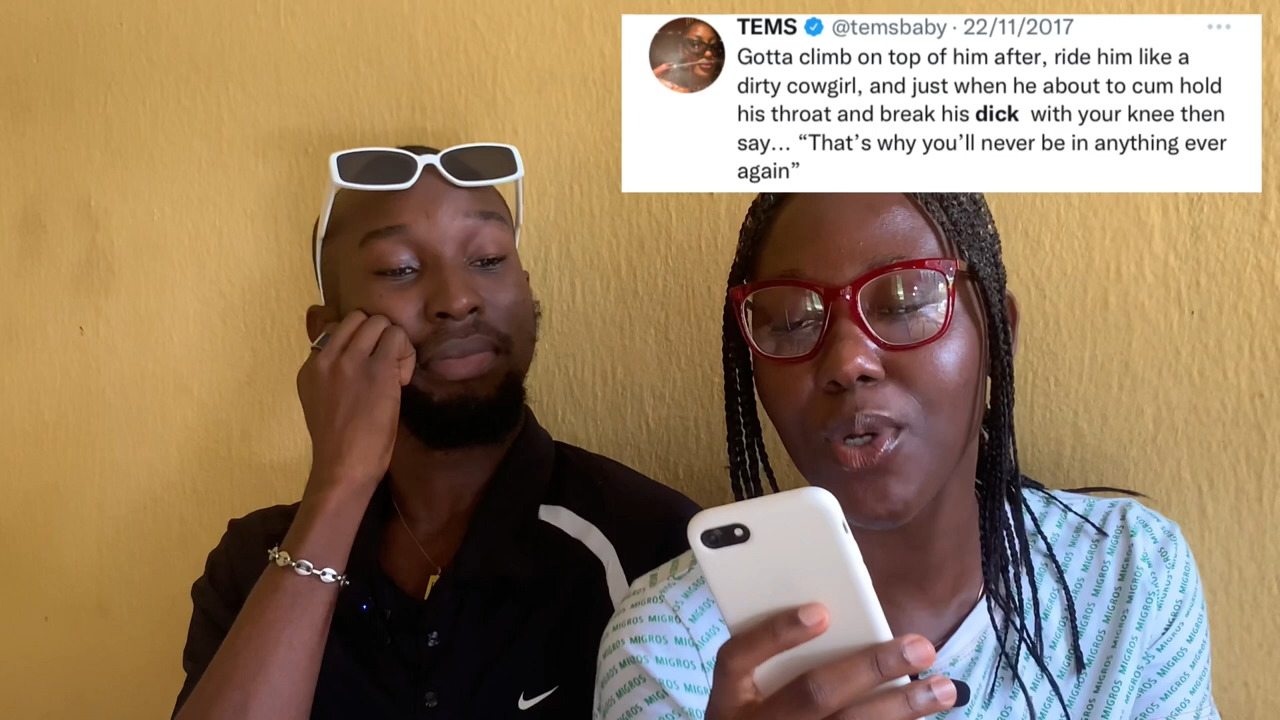 TEMS @temsbaby · 22/11/2017
Gotta climb on top of him after, ride him like a
dirty cowgirl, and just when he about to cum hold
his throat and break his dick with your knee then
say... “That’s why you’ll never be in anything ever
again”
MIGROS MIGROS MIGROS